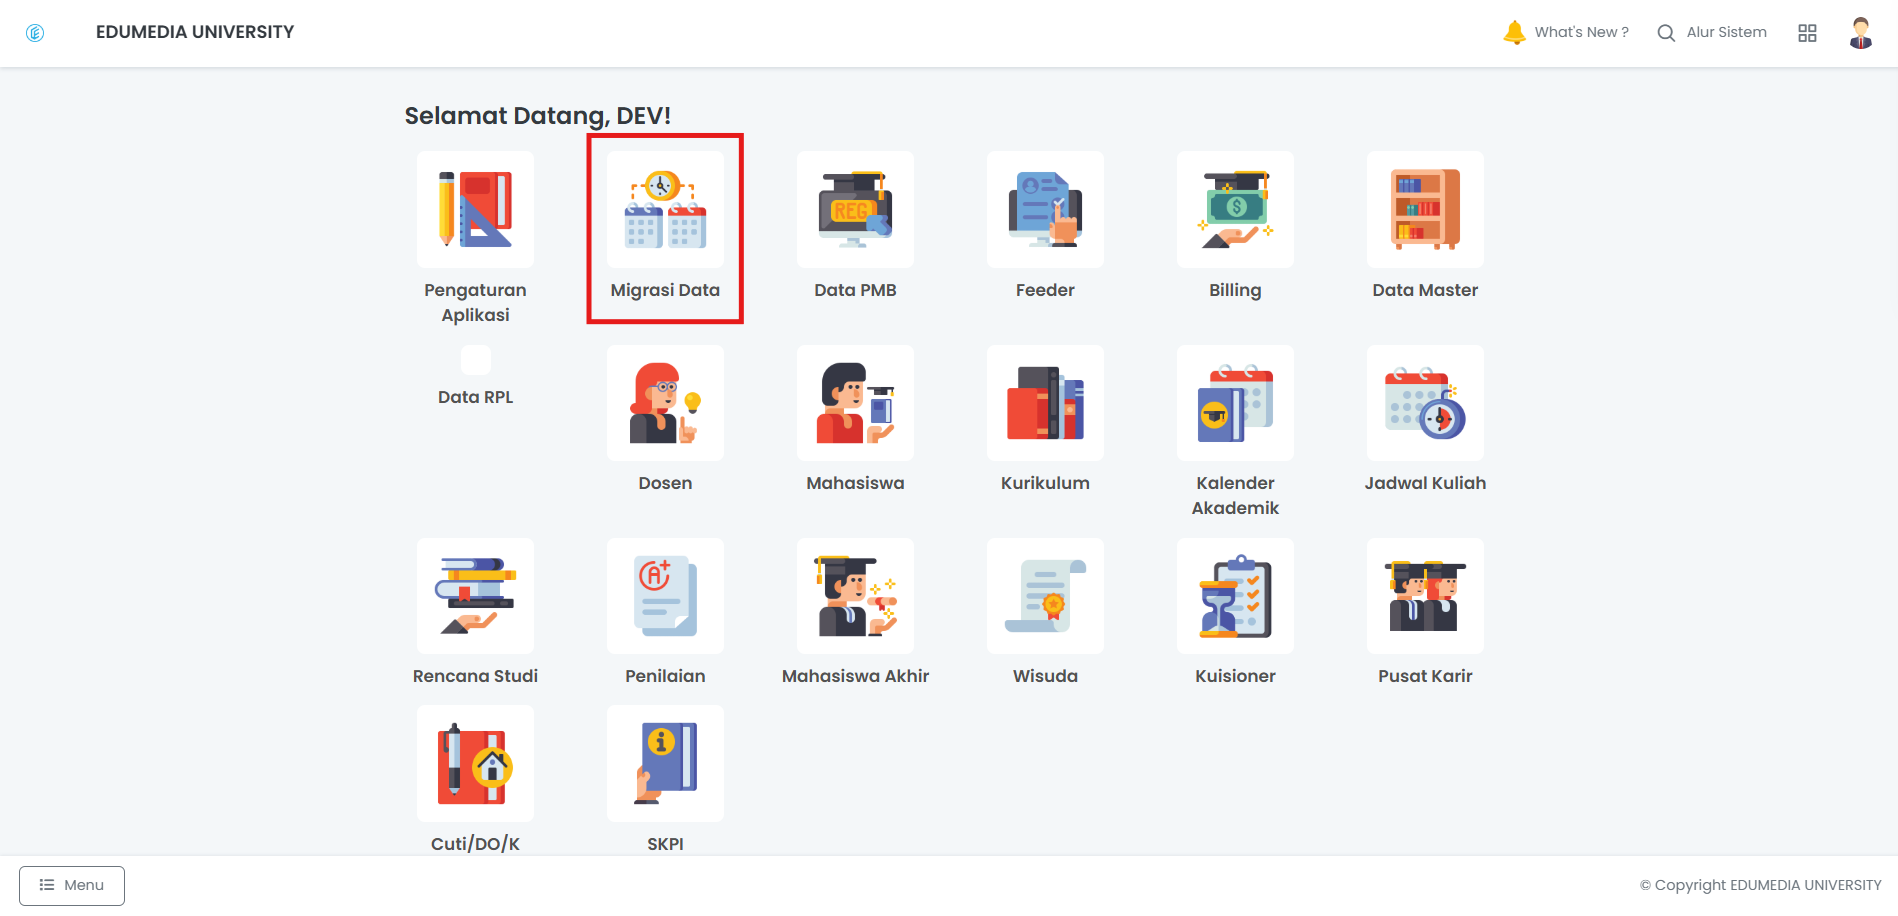 EDUMEDIA UNIVERSITY
What's New ?
Alur Sistem
Selamat Datang, DEV!
Pengaturan
Aplikasi
Migrasi Data
REG
Data PMB
Feeder
$
Billing
Data Master
Data RPL
Dosen
Mahasiswa
Kurikulum
Kalender
Akademik
Jadwal Kuliah
Rencana Studi
A+
Penilaian
Mahasiswa Akhir
Wisuda
Kuisioner
Pusat Karir
Cuti/DO/K
i
SKPI
Menu
© Copyright EDUMEDIA UNIVERSITY